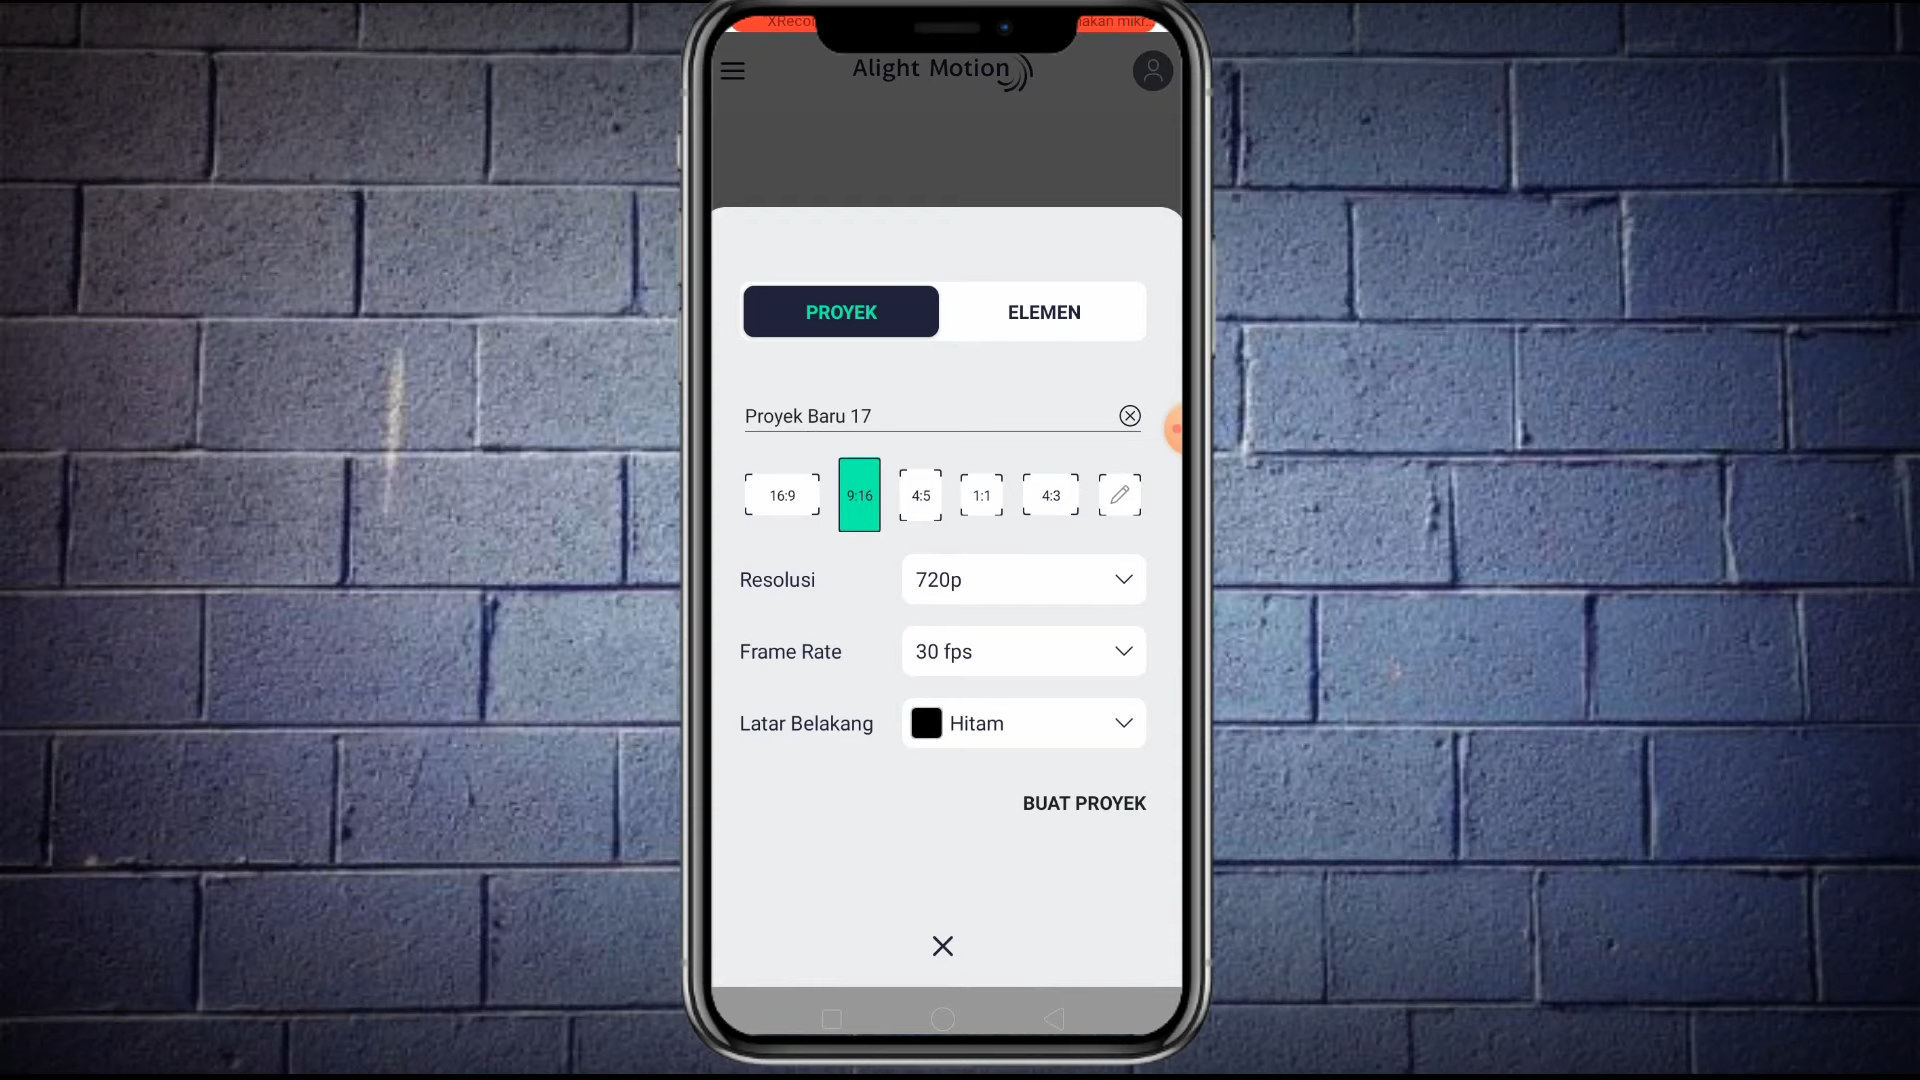 Alight Motion
PROYEK
ELEMEN
Proyek Baru 17
16:9
9:16
4:5
1:1
4:3
Resolusi
720p
Frame Rate
30 fps
Latar Belakang
Hitam
BUAT PROYEK